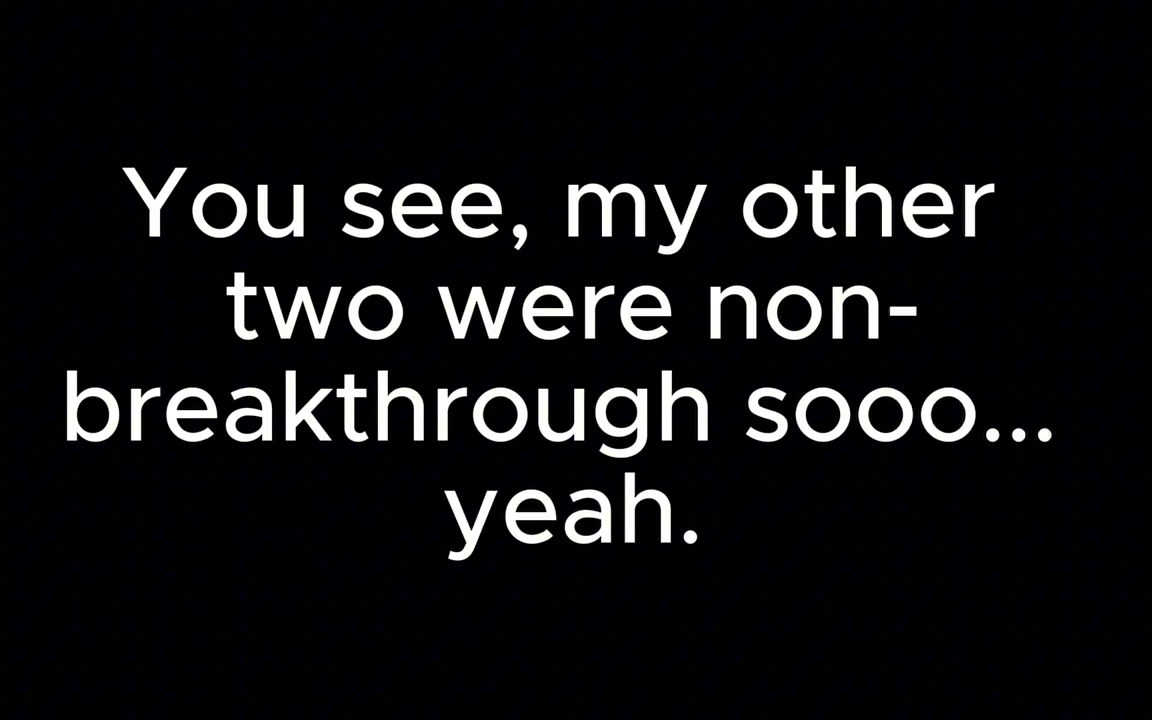 You see, my other
two were non-
breakthrough sooo...
yeah.